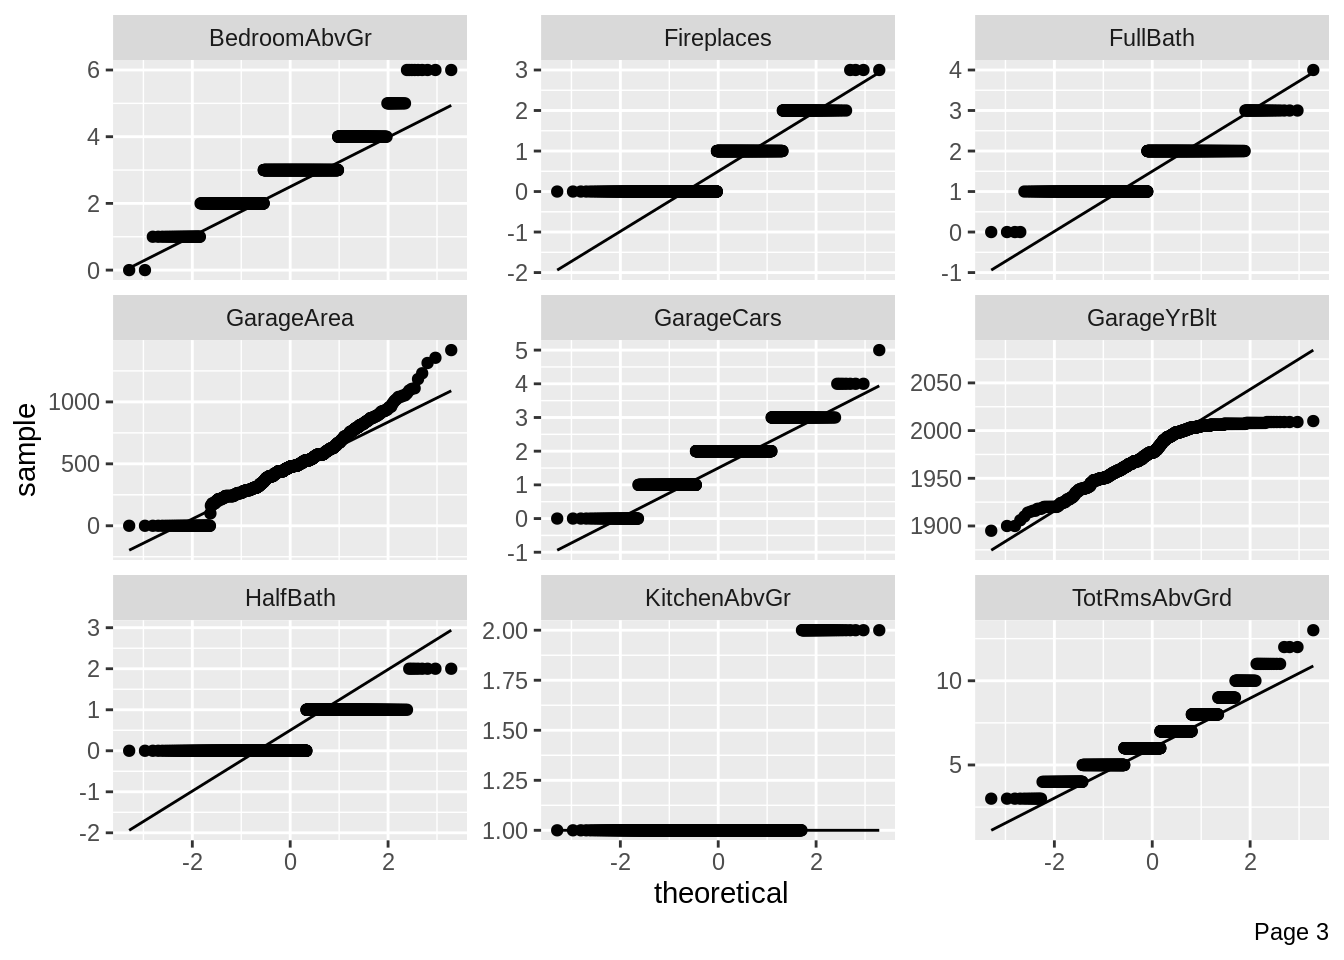 BedroomAbvGr
Fireplaces
FullBath
6
4
2
0
3
2
1
0
-1
-2
4
3
2
1
0
-1
GarageArea
GarageCars
GarageYrBlt
1000
500
0
5
4
3
2
1
0
-1
2050
2000
1950
1900
sample
HalfBath
KitchenAbvGr
TotRmsAbvGrd
3
2
1
0
-1
-2
2.00
1.75
1.50
1.25
1.00
10
5
-2 0 2
-2 0 2
-2 0 2
theoretical
Page 3